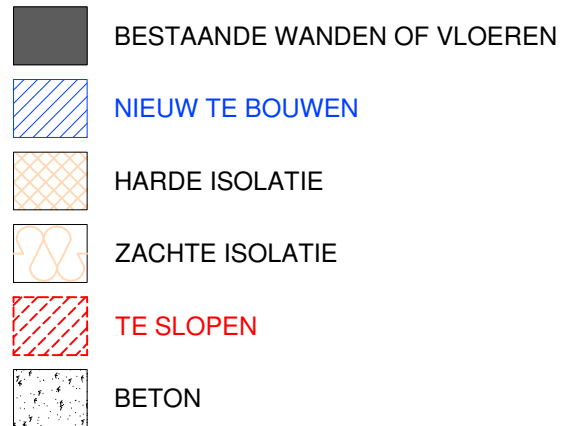 BESTAANDE WANDEN OF VLOEREN
NIEUW TE BOUWEN
HARDE ISOLATIE
ZACHTE ISOLATIE
TE SLOPEN
BETON